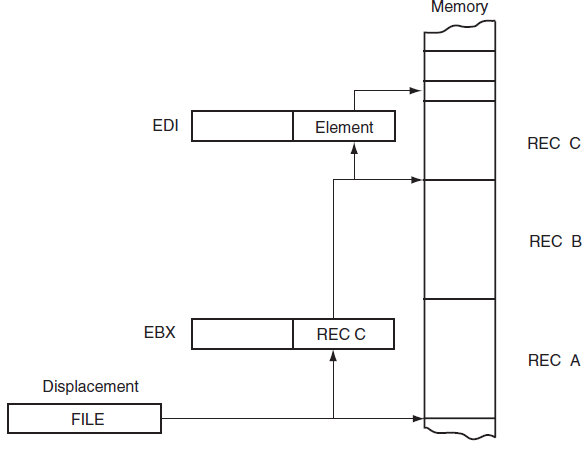 Memory
EDI
Element
REC C
REC B
EBX
REC C
REC A
Displacement
FILE